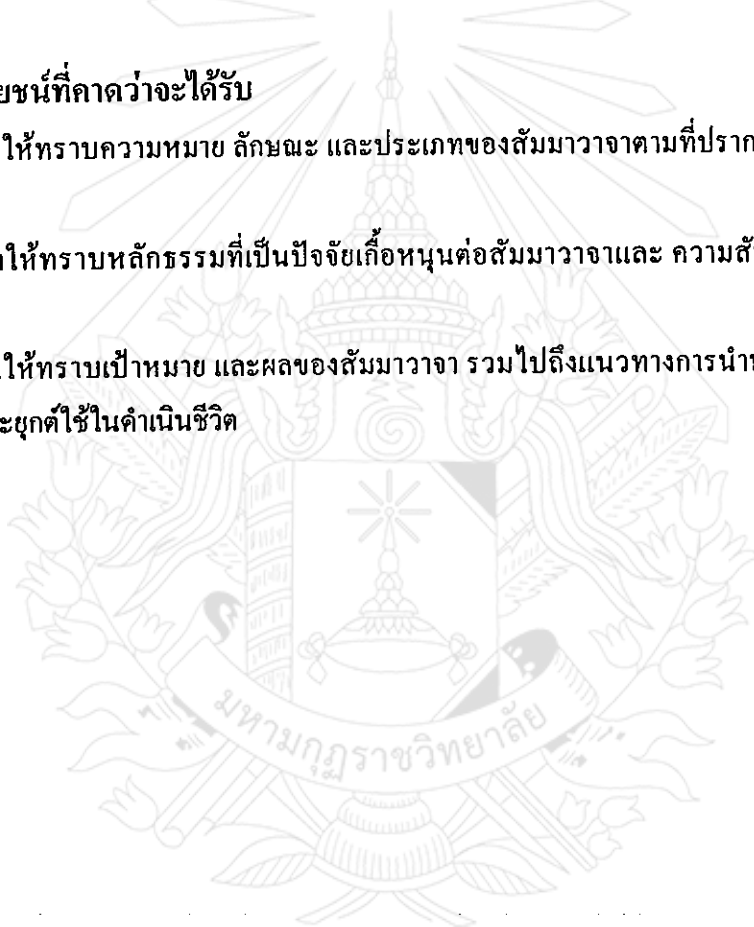 ยชน์ที่คาดว่าจะได้รับ
ให้ทราบความหมาย ลักษณะ และประเภทของสัมมาวาจาตามที่ปราก
ให้ทราบหลักธรรมที่เป็นปัจจัยเกื้อหนุนต่อสัมมาวาจาและ ความสั
ให้ทราบเป้าหมาย และผลของสัมมาวาจา รวมไปถึงแนวทางการนำ
ะยุกต์ใช้ในดำเนินชีวิต
มหามกุฏราชวิทยาลัย